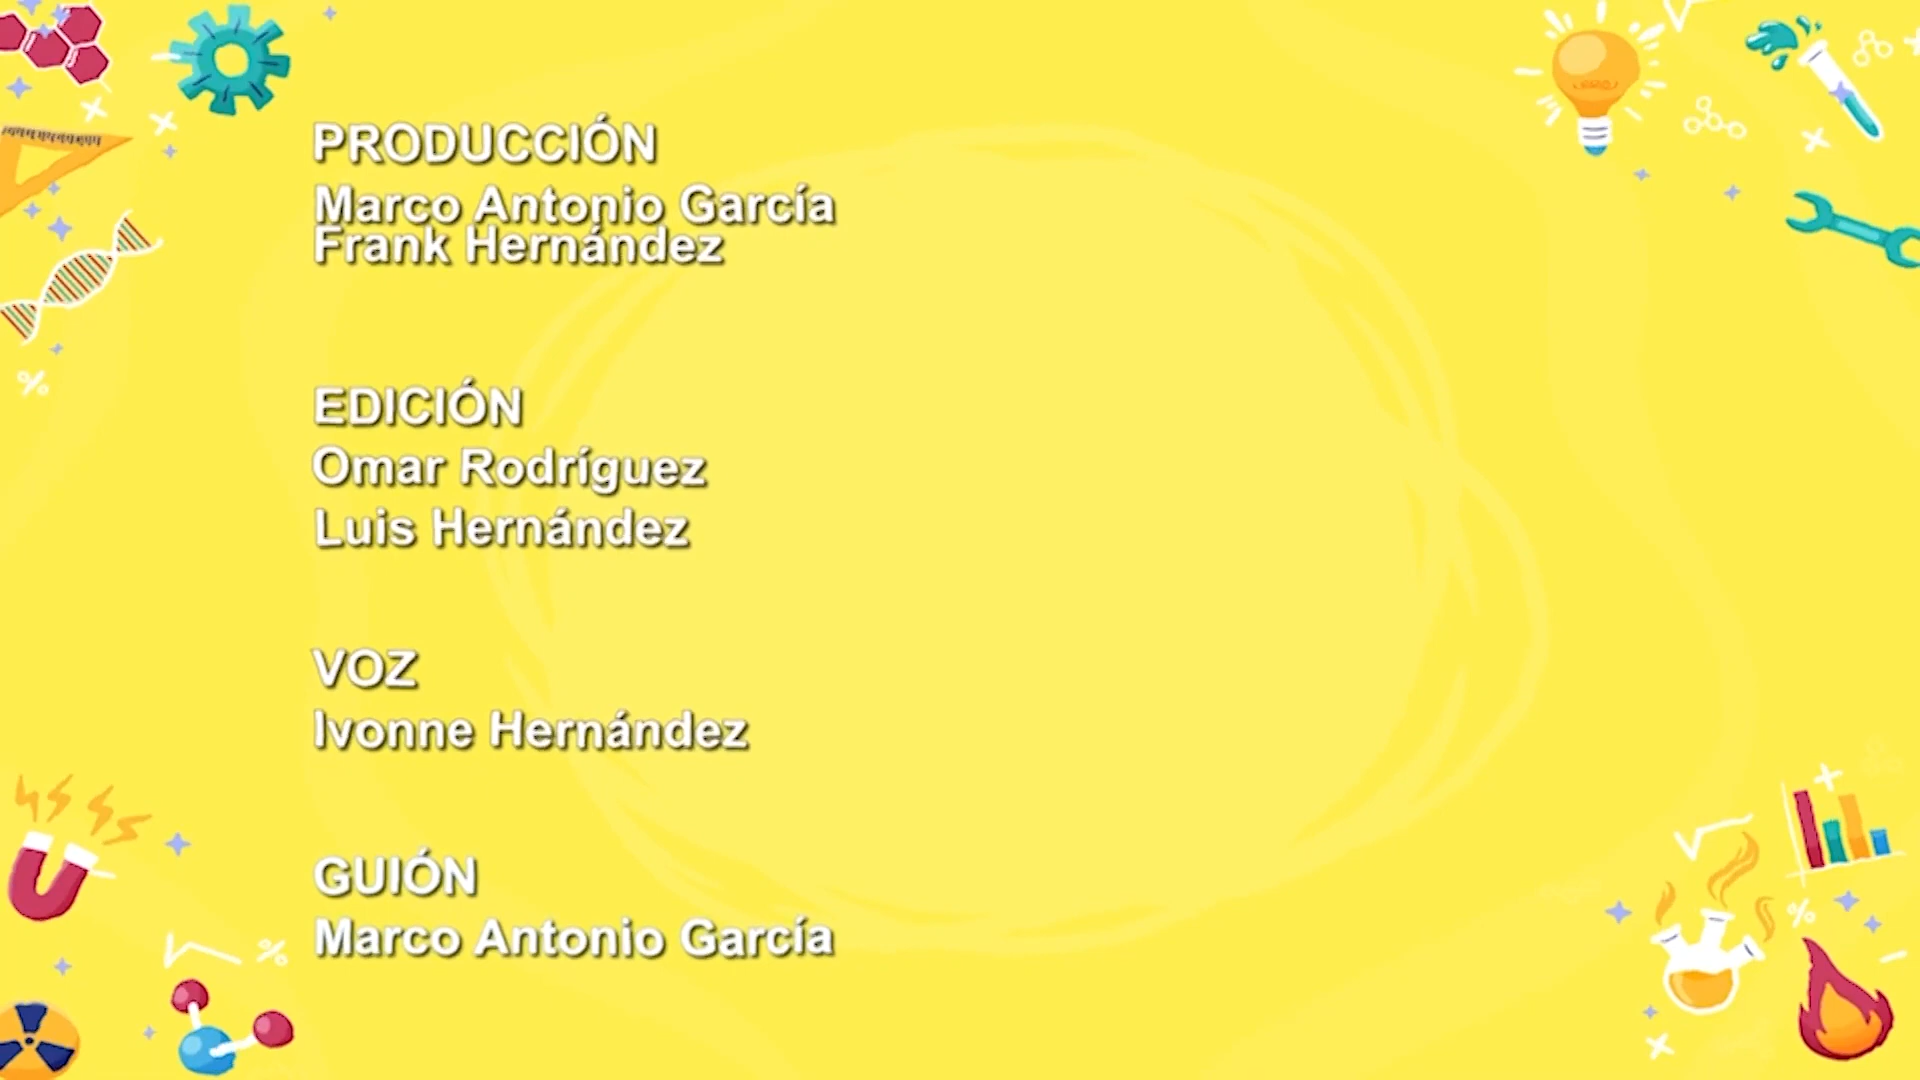 PRODUCCIÓN
Marco Antonio García
Frank Hernández
EDICIÓN
Omar Rodríguez
Luis Hernández
VOZ
Ivonne Hernández
GUIÓN
Marco Antonio García